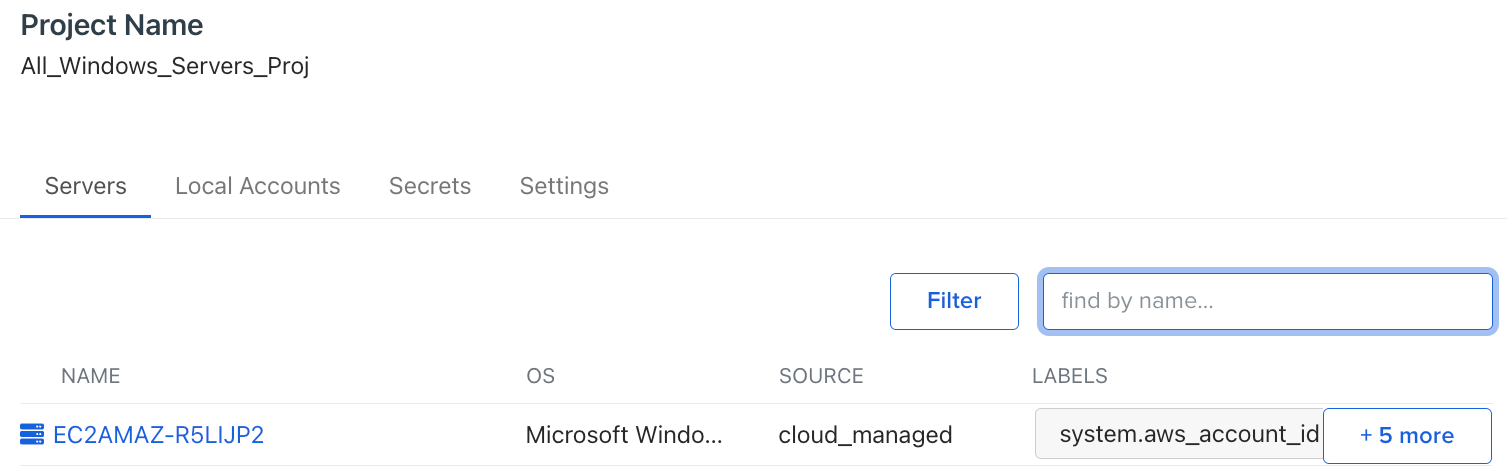 Project Name
All_Windows_Servers_Proj
Servers Local Accounts Secrets Settings
Filter find by name...
NAME OS SOURCE LABELS
EC2AMAZ-R5LIJP2 Microsoft Windo... cloud_managed system.aws_account_id + 5 more